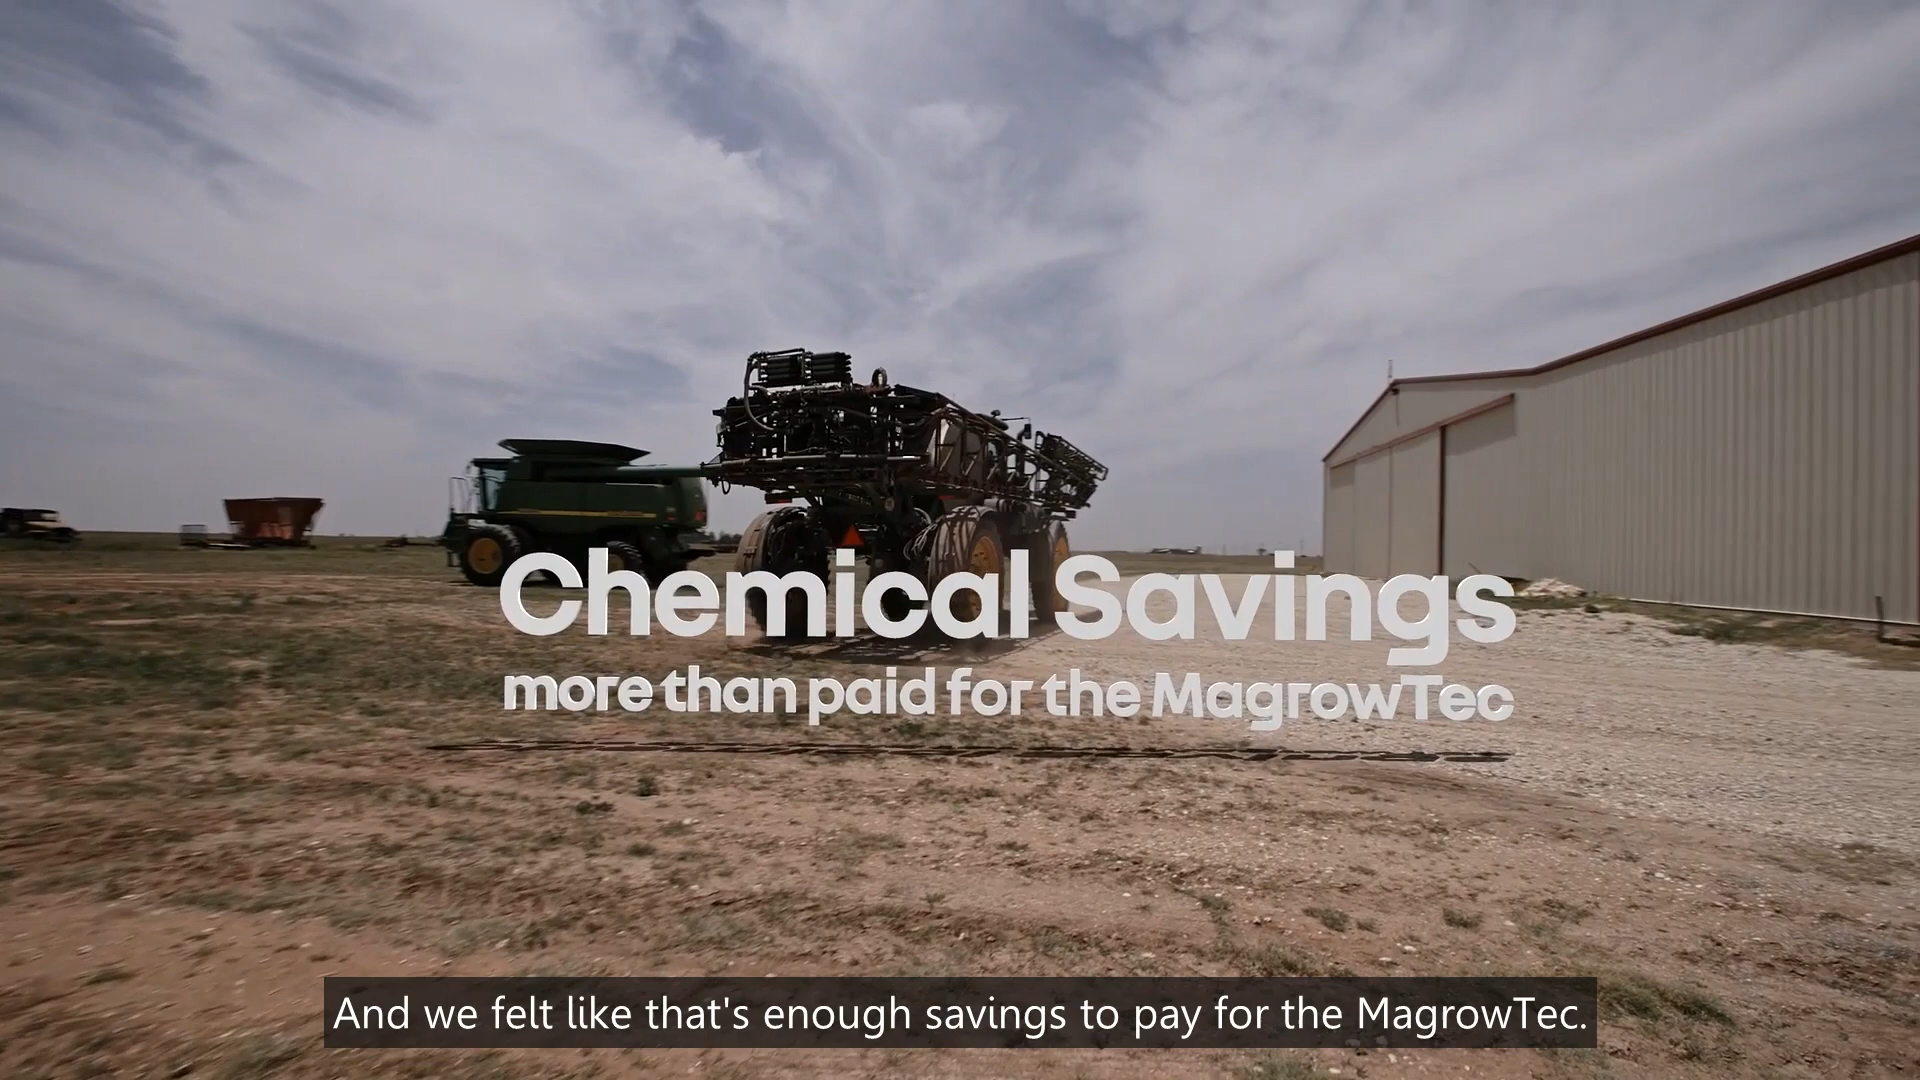 Chemical Savings
more than paid for the MagrowTec
And we felt like that's enough savings to pay for the MagrowTec.